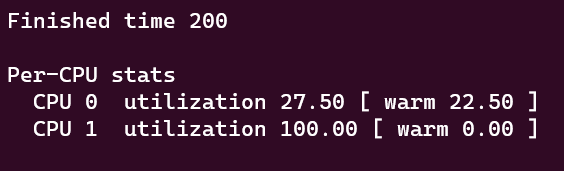 Finished time 200
Per-CPU stats
CPU 0 utilization 27.50 [ warm 22.50 ]
CPU 1 utilization 100.00 [ warm 0.00 ]